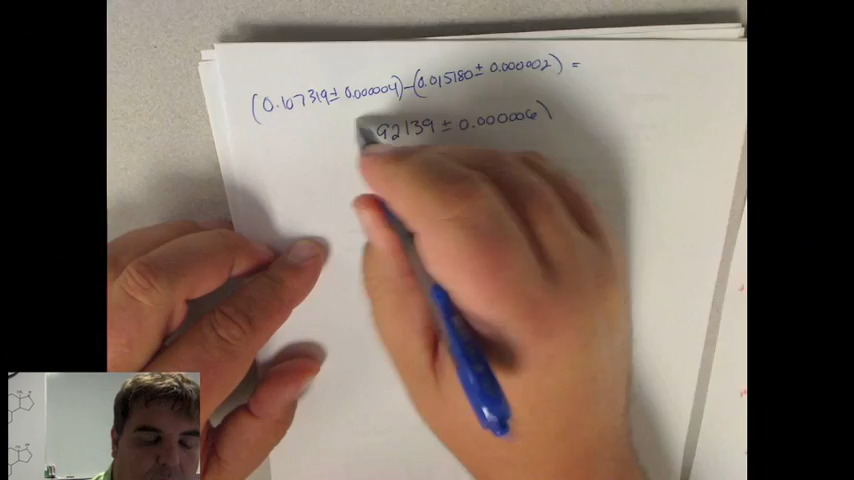 (0.107319 ± 0.000004) - (0.015180 ± 0.000002) =
92139 ± 0.000006)